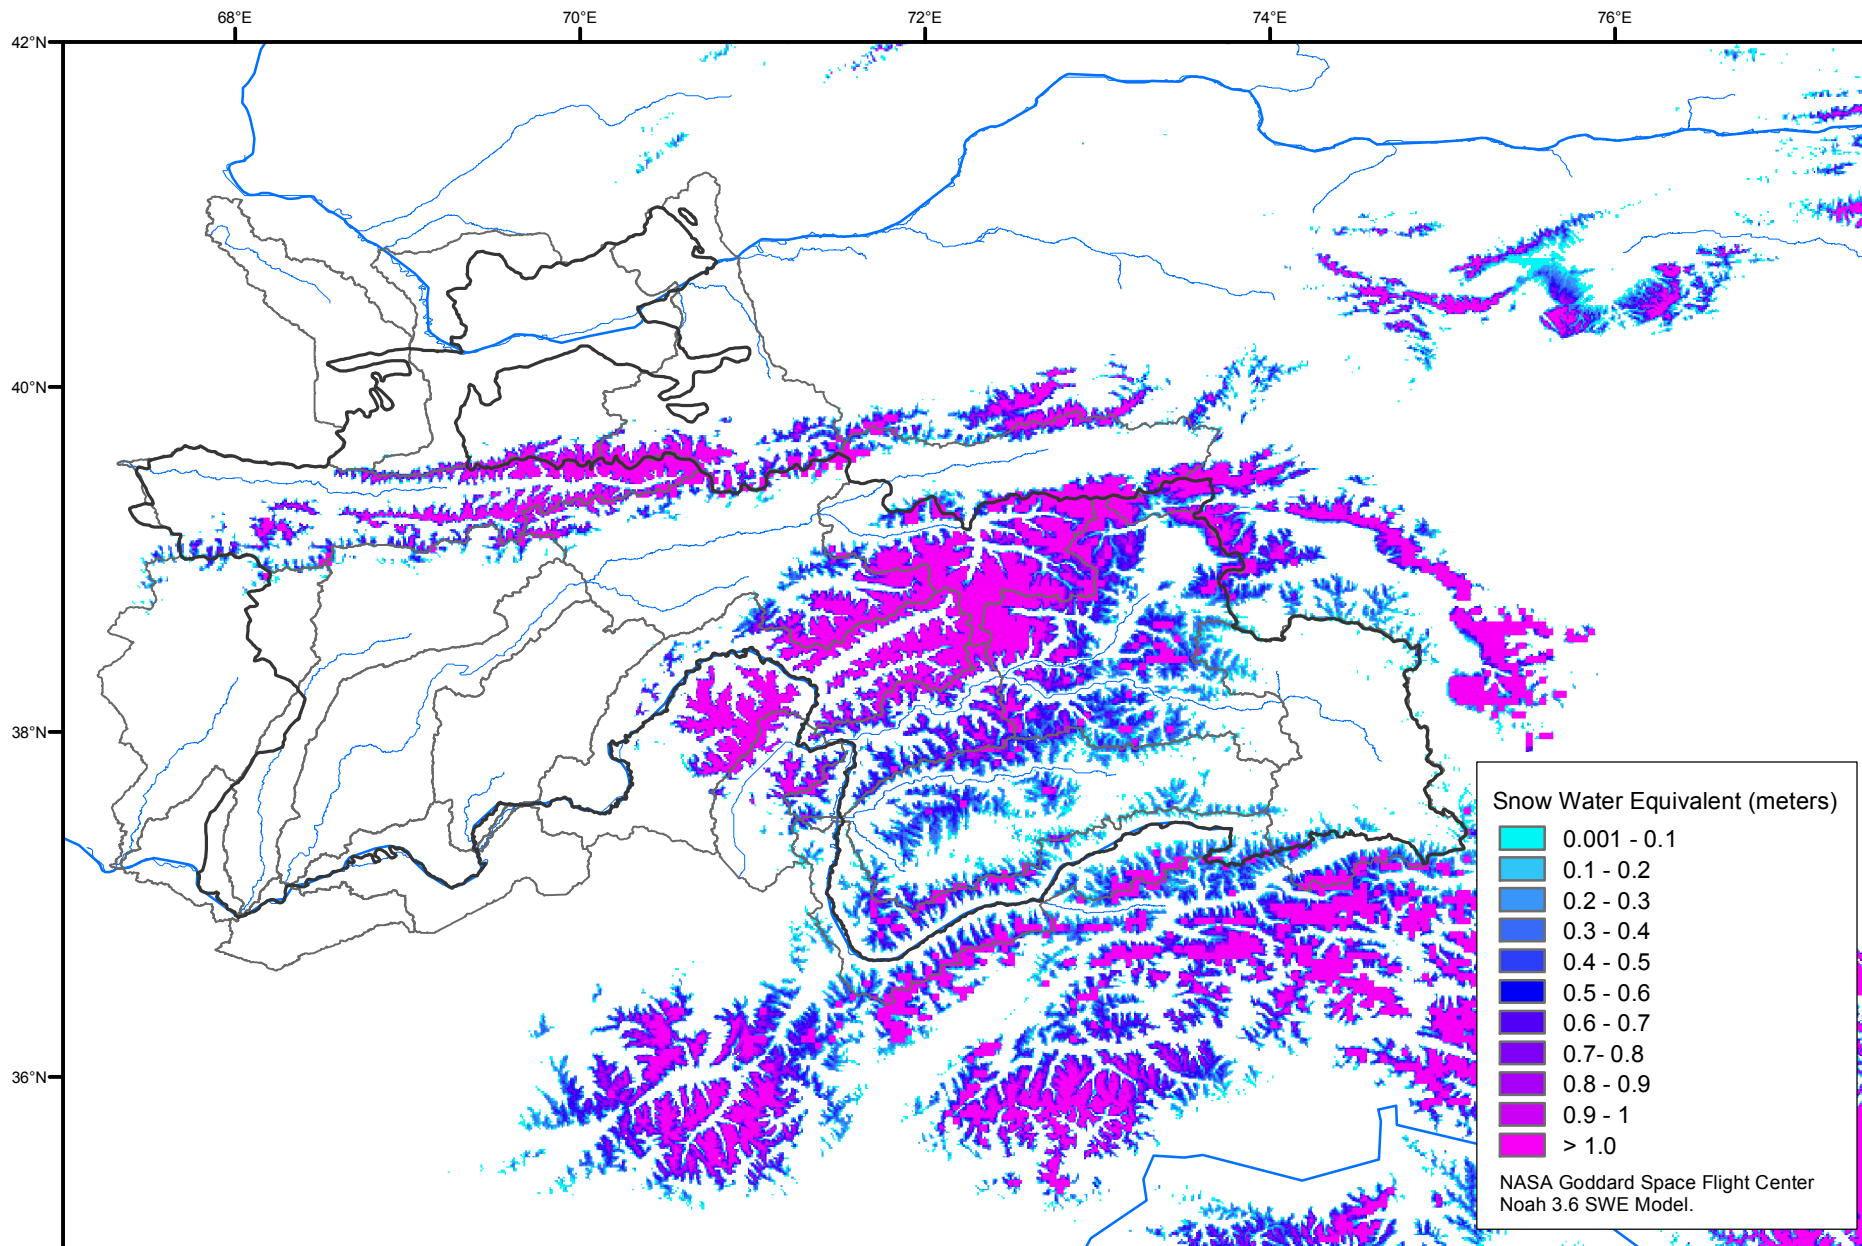 68°E 70°E 72°E 74°E 76°E
42°N
40°N
38°N
36°N
Snow Water Equivalent (meters)
0.001 - 0.1
0.1 - 0.2
0.2 - 0.3
0.3 - 0.4
0.4 - 0.5
0.5 - 0.6
0.6 - 0.7
0.7- 0.8
0.8 - 0.9
0.9 - 1
> 1.0
NASA Goddard Space Flight Center
Noah 3.6 SWE Model.